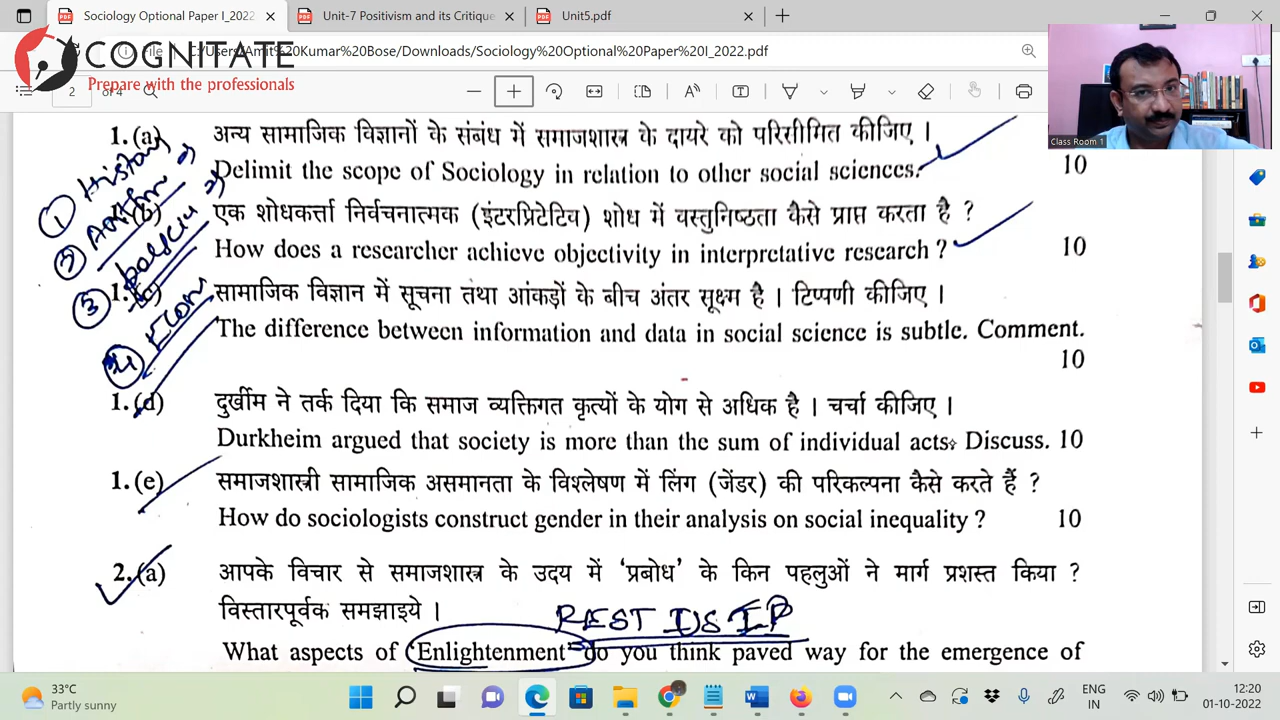 Sociology Optional Paper I_2022
Unit-7 Positivism and its Critique
Unit5.pdf
COGNITATE
Prepare with the professionals
File
C:/Users/Amit%20Kumar%20Bose/Downloads/Sociology%20Optional%20Paper%20I_2022.pdf
2 of 4
Class Room 1
1.(a) अन्य सामाजिक विज्ञानों के संबंध में समाजशास्त्र के दायरे को परिसीमित कीजिए ।
Delimit the scope of Sociology in relation to other social sciences. 10
(b) एक शोधकर्त्ता निर्वचनात्मक (इंटरप्रिटेटिव) शोध में वस्तुनिष्ठता कैसे प्राप्त करता है ?
How does a researcher achieve objectivity in interpretative research ? 10
1.(c) सामाजिक विज्ञान में सूचना तथा आंकड़ों के बीच अंतर सूक्ष्म है । टिप्पणी कीजिए ।
The difference between information and data in social science is subtle. Comment.
10
1.(d) दुर्खीम ने तर्क दिया कि समाज व्यक्तिगत कृत्यों के योग से अधिक है । चर्चा कीजिए ।
Durkheim argued that society is more than the sum of individual acts. Discuss. 10
1.(e) समाजशास्त्री सामाजिक असमानता के विश्लेषण में लिंग (जेंडर) की परिकल्पना कैसे करते हैं ?
How do sociologists construct gender in their analysis on social inequality ? 10
2.(a) आपके विचार से समाजशास्त्र के उदय में ‘प्रबोध’ के किन पहलुओं ने मार्ग प्रशस्त किया ?
विस्तारपूर्वक समझाइये ।
REST
What aspects of ‘Enlightenment’ do you think paved way for the emergence of
33°C
Partly sunny
ENG
IN
12:20
01-10-2022